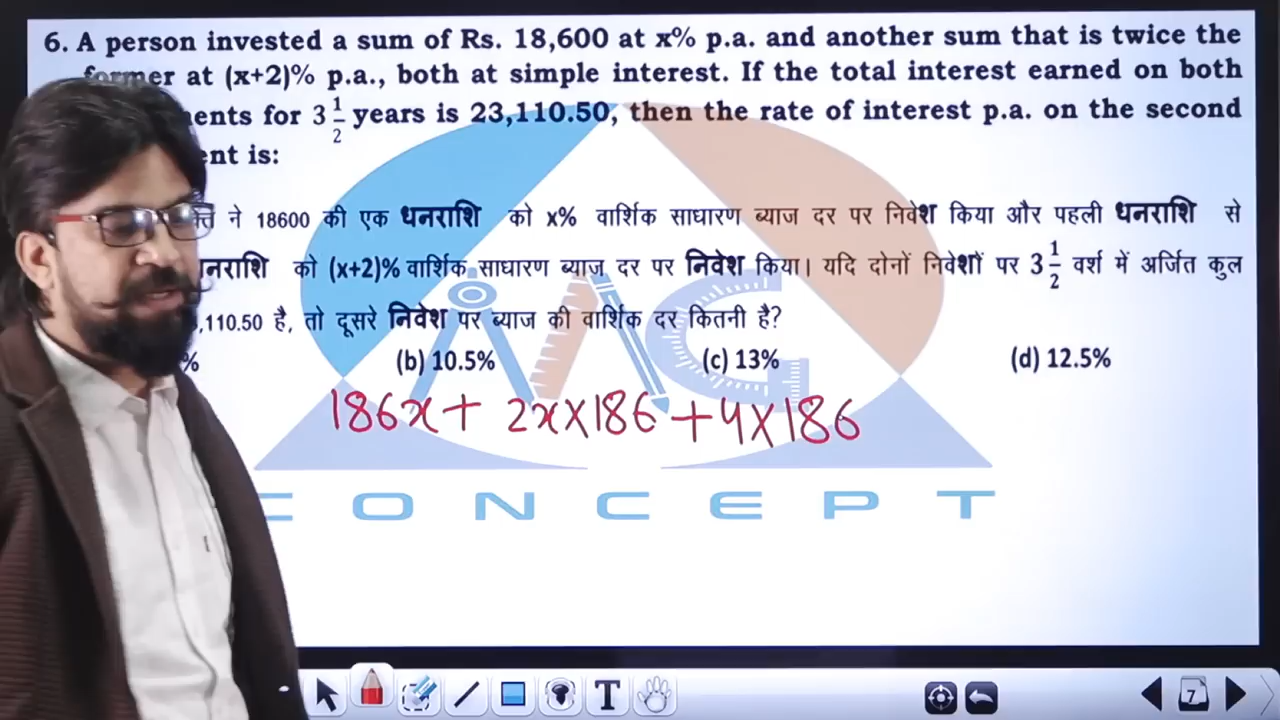 6. A person invested a sum of Rs. 18,600 at x% p.a. and another sum that is twice the
former at (x+2)% p.a., both at simple interest. If the total interest earned on both
ents for 3 1/2 years is 23,110.50, then the rate of interest p.a. on the second
nt is:
ने 18600 की एक धनराशि को x% वार्शिक साधारण ब्याज दर पर निवेश किया और पहली धनराशि से
नराशि को (x+2)% वार्शिक साधारण ब्याज दर पर निवेश किया। यदि दोनों निवेशों पर 3 1/2 वर्श में अर्जित कुल
,110.50 है, तो दूसरे निवेश पर ब्याज की वार्शिक दर कितनी है?
% (b) 10.5% (c) 13% (d) 12.5%
186x + 2x×186 + 4×186
CONCEPT
T 7